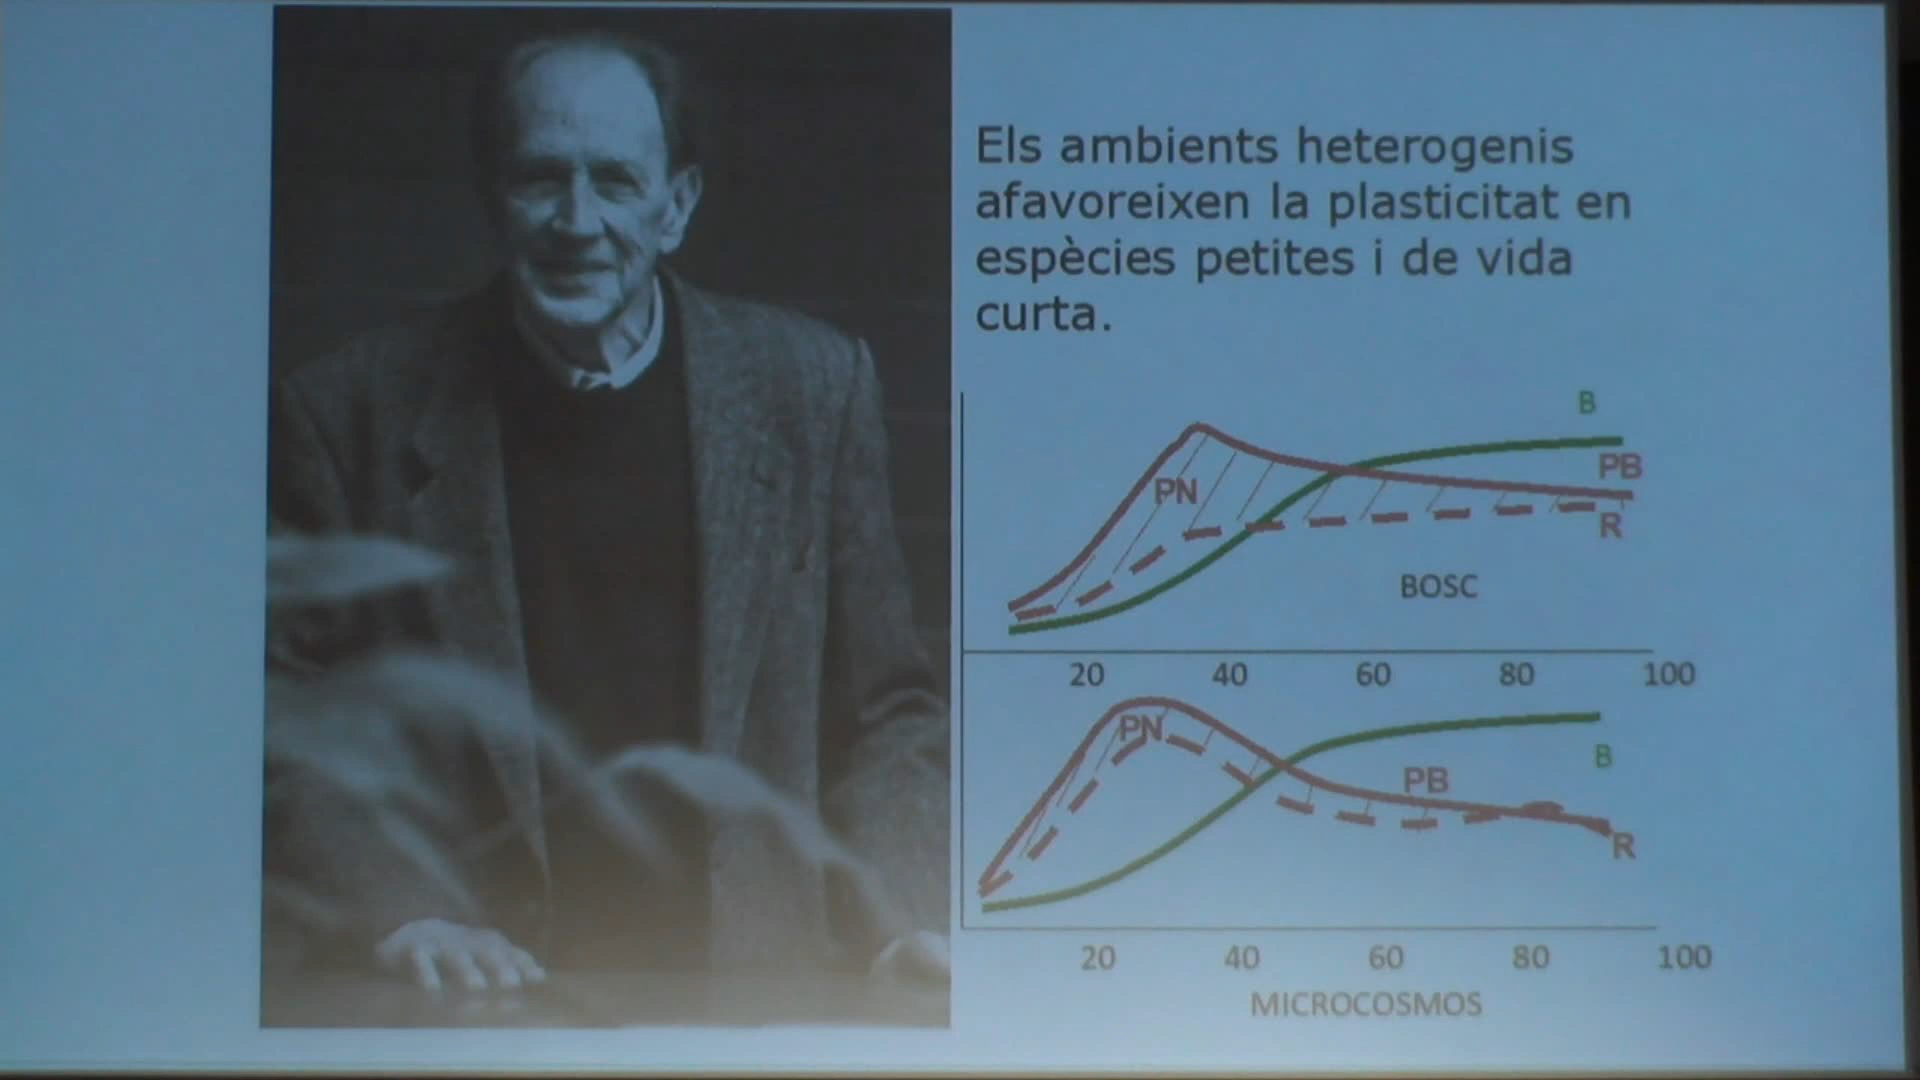 Els ambients heterogenis
afavoreixen la plasticitat en
espècies petites i de vida
curta.
B
PB
PN
R
BOSC
20 40 60 80 100
PN
B
PB
R
20 40 60 80 100
MICROCOSMOS